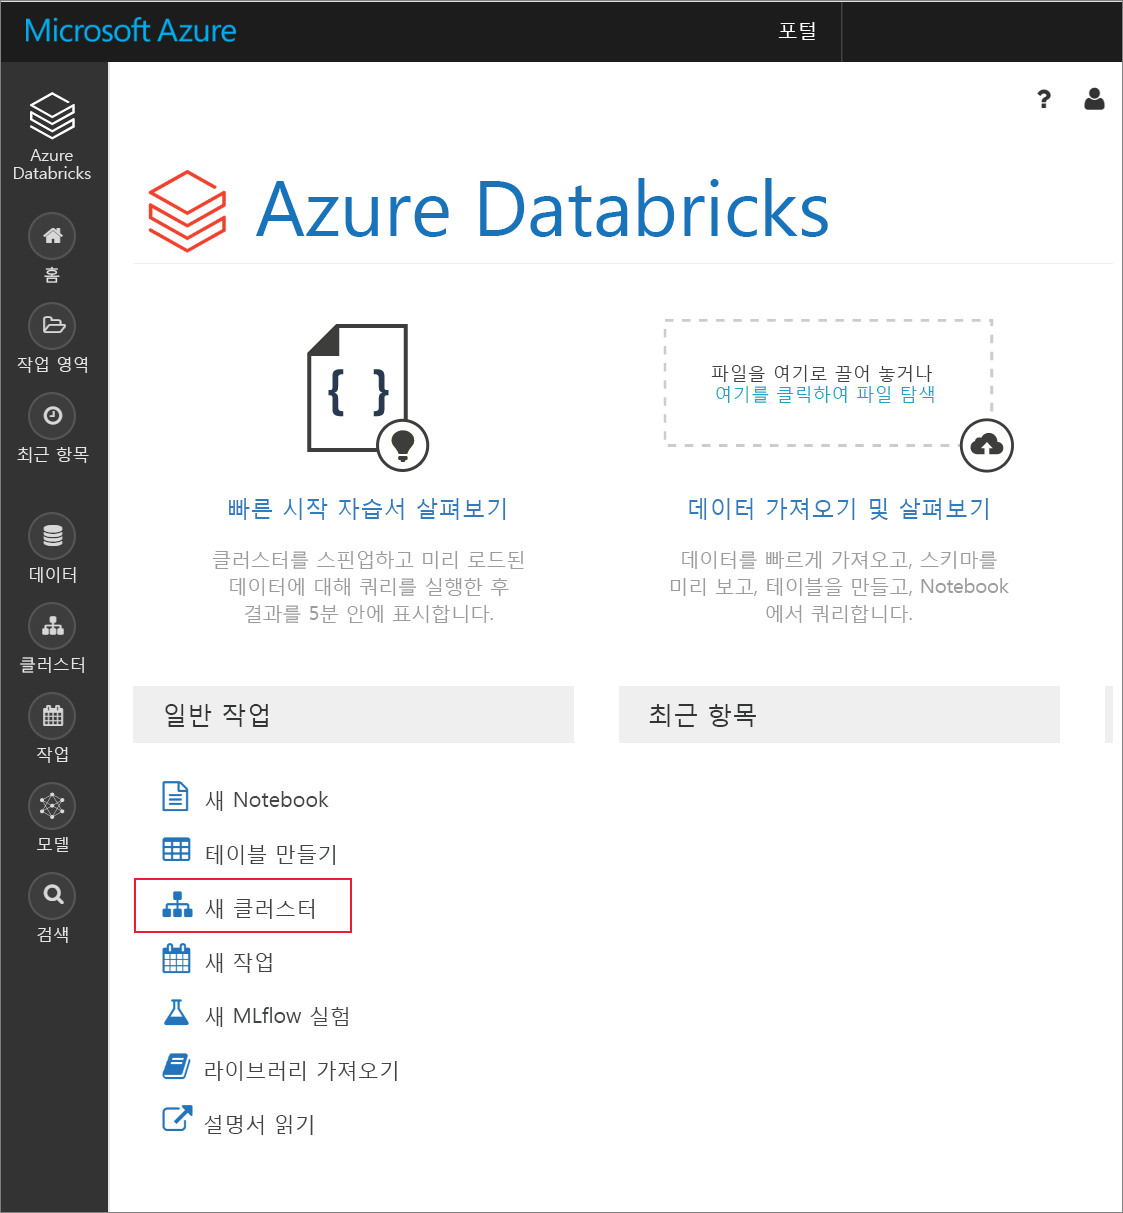 Microsoft Azure
포털
Azure
Databricks
홈
작업 영역
최근 항목
데이터
클러스터
작업
모델
검색
?
Azure Databricks
{ }
빠른 시작 자습서 살펴보기
클러스터를 스핀업하고 미리 로드된
데이터에 대해 쿼리를 실행한 후
결과를 5분 안에 표시합니다.
파일을 여기로 끌어 놓거나
여기를 클릭하여 파일 탐색
데이터 가져오기 및 살펴보기
데이터를 빠르게 가져오고, 스키마를
미리 보고, 테이블을 만들고, Notebook
에서 쿼리합니다.
일반 작업
새 Notebook
테이블 만들기
새 클러스터
새 작업
새 MLflow 실험
라이브러리 가져오기
설명서 읽기
최근 항목